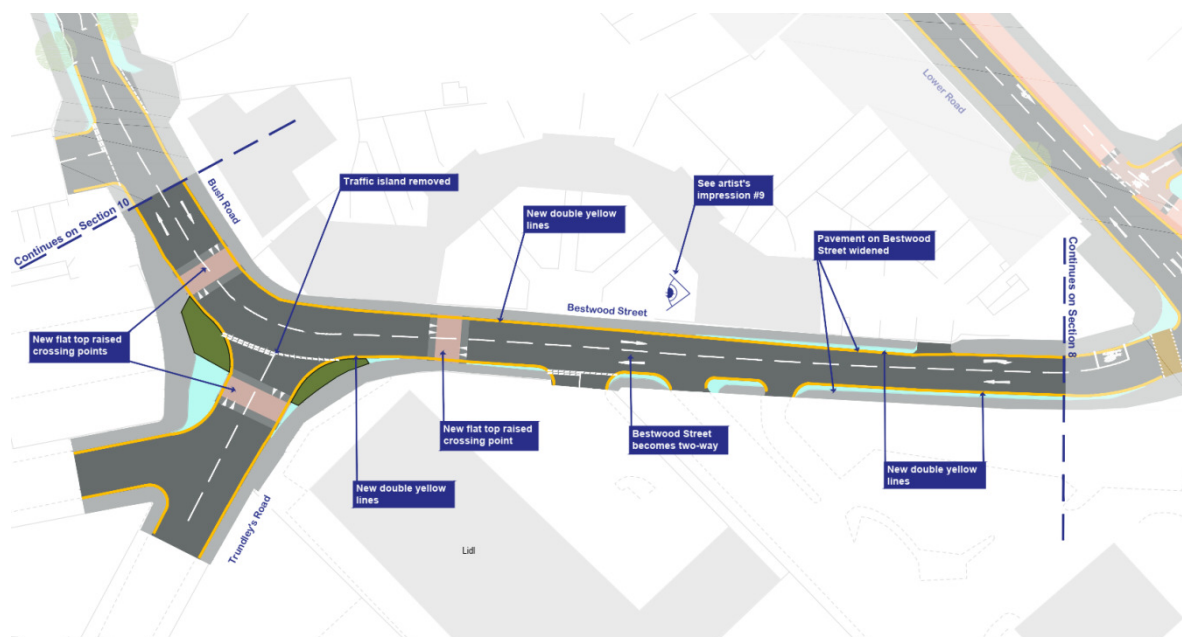 Lower Road
Traffic island removed
See artist's
impression #9
Bush Road
Continues on Section 10
New double yellow
lines
Pavement on Bestwood
Street widened
Continues on Section 8
Bestwood Street
New flat top raised
crossing points
New flat top raised
crossing point
Bestwood Street
becomes two-way
New double yellow
lines
New double yellow
lines
Trundley's Road
Lidl